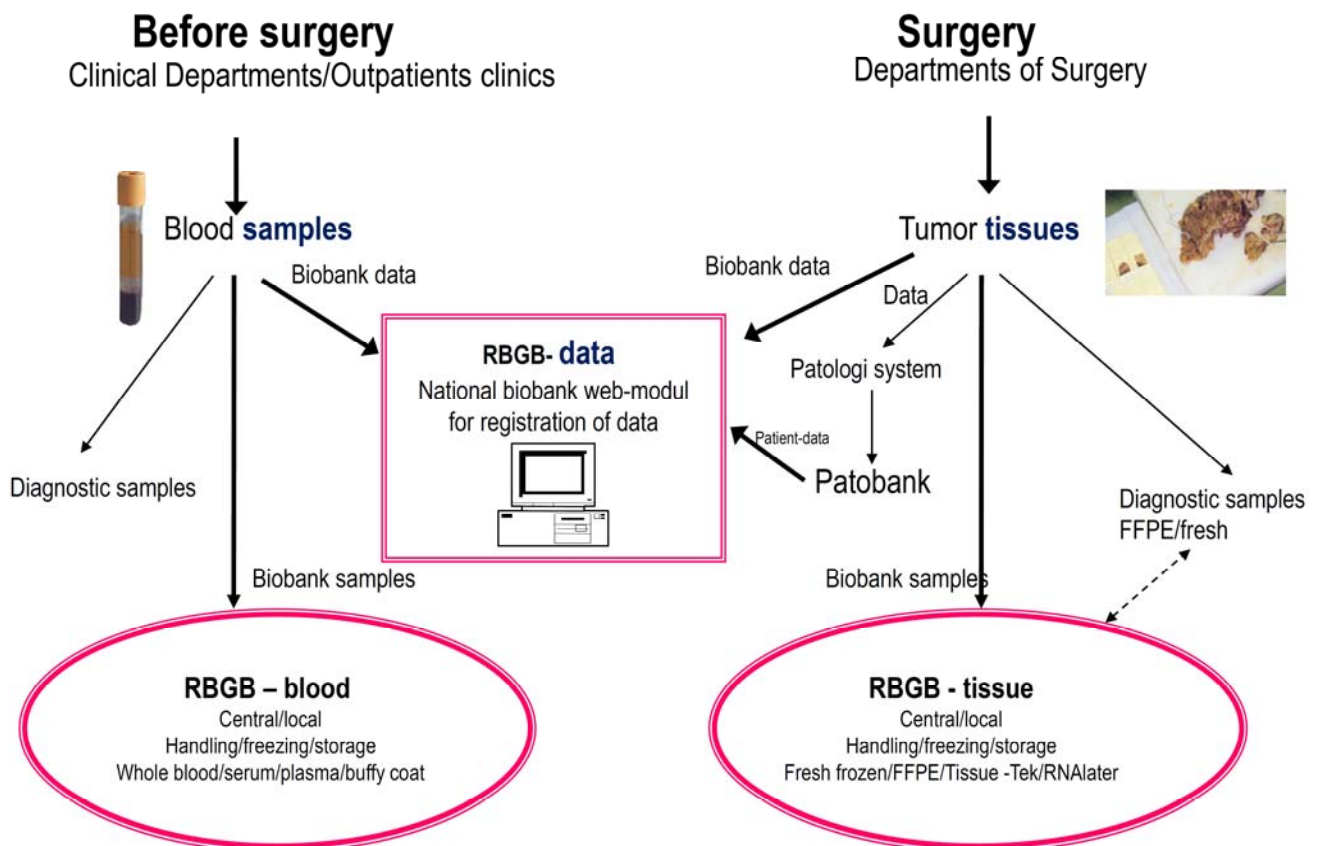 Before surgery
Clinical Departments/Outpatients clinics
Surgery
Departments of Surgery
Blood samples
Tumor tissues
Biobank data
Biobank data
Data
RBGB- data
National biobank web-modul
for registration of data
Patologi system
Patient-data
Patobank
Diagnostic samples
Diagnostic samples
FFPE/fresh
Biobank samples
Biobank samples
RBGB – blood
Central/local
Handling/freezing/storage
Whole blood/serum/plasma/buffy coat
RBGB - tissue
Central/local
Handling/freezing/storage
Fresh frozen/FFPE/Tissue -Tek/RNAlater